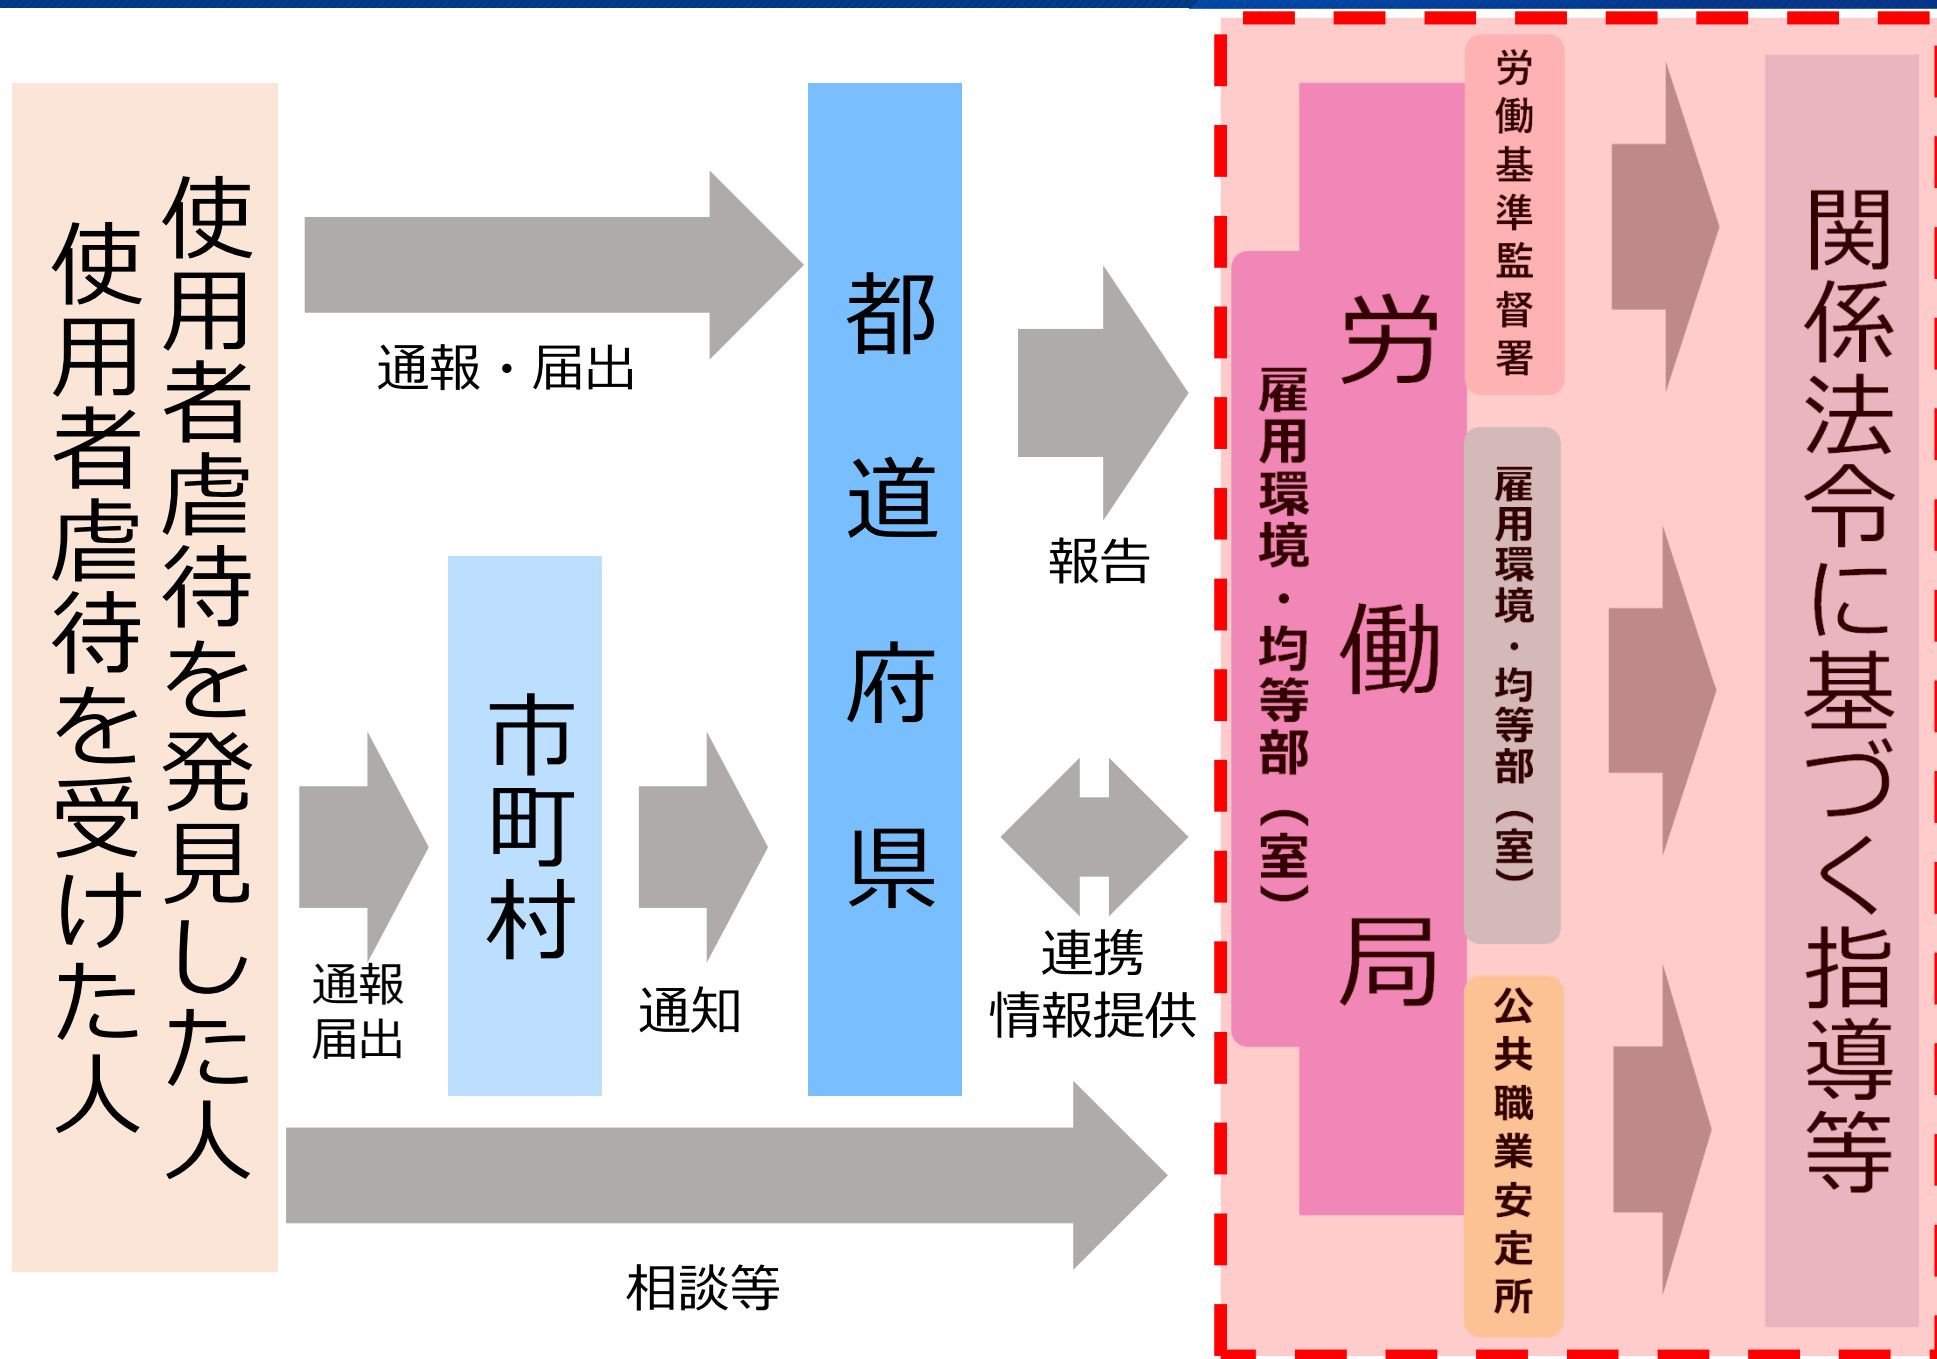 使用者虐待を発見した人
使用者虐待を受けた人
通報・届出
通報
届出
市町村
通知
都道府県
報告
連携
情報提供
相談等
雇用環境・均等部（室）
労働局
労働基準監督署
雇用環境・均等部（室）
公共職業安定所
関係法令に基づく指導等